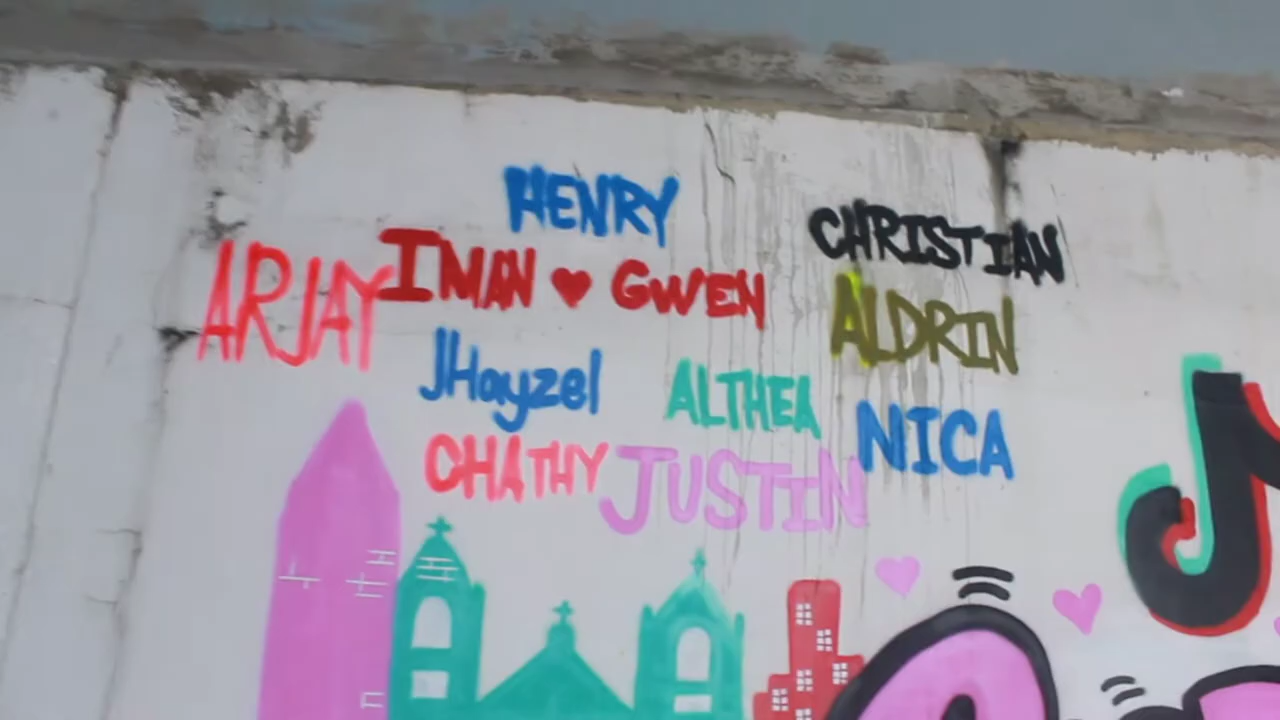 HENRY
CHRISTIAN
ARJAY IMAN ♥ GWEN
ALDRIN
JHayzel ALTHEA NICA
CHATHY JUSTIN